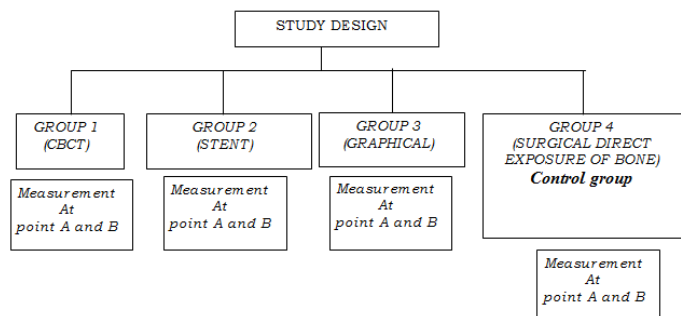 STUDY DESIGN
GROUP 1
(CBCT)
GROUP 2
(STENT)
GROUP 3
(GRAPHICAL)
GROUP 4
(SURGICAL DIRECT
EXPOSURE OF BONE)
Control group
Measurement
At
point A and B
Measurement
At
point A and B
Measurement
At
point A and B
Measurement
At
point A and B